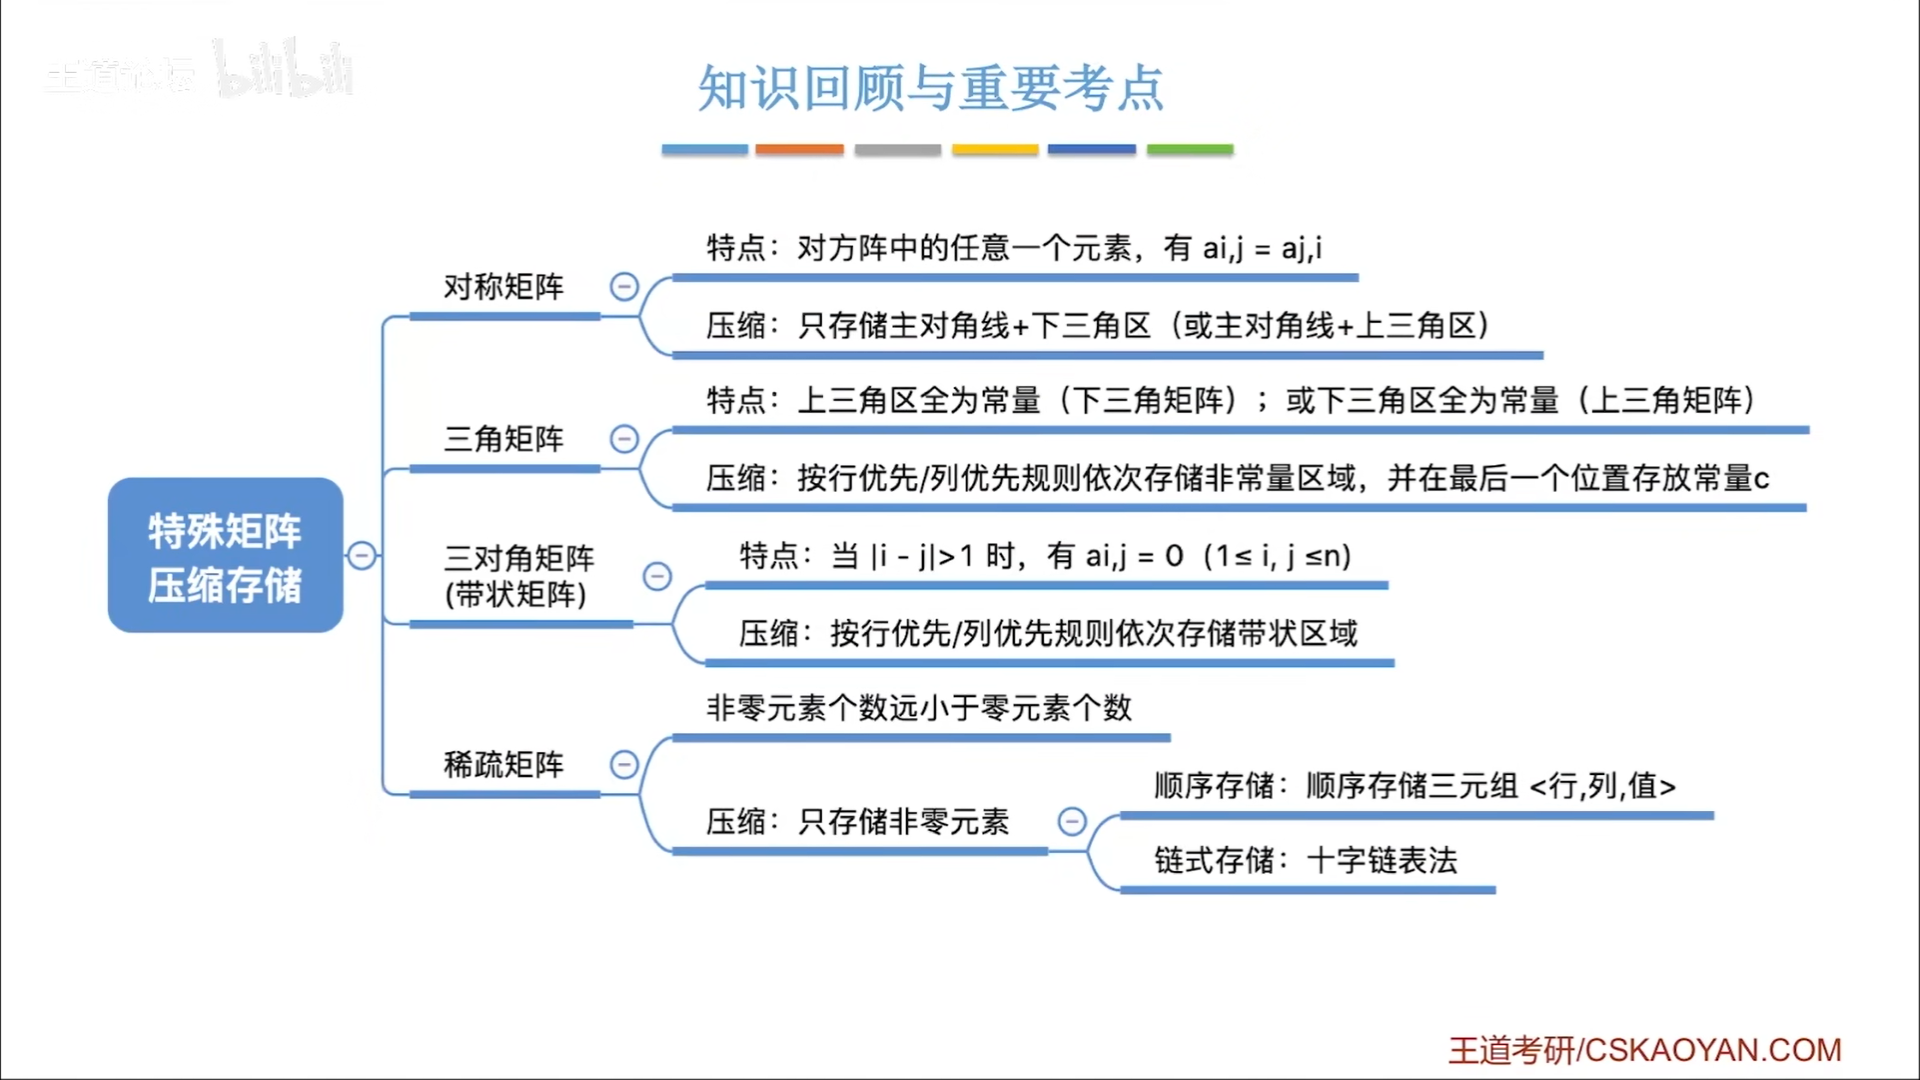 王道论坛 bilibili
知识回顾与重要考点
特殊矩阵
压缩存储
对称矩阵
特点：对方阵中的任意一个元素，有 ai,j = aj,i
压缩：只存储主对角线+下三角区（或主对角线+上三角区）
三角矩阵
特点：上三角区全为常量（下三角矩阵）；或下三角区全为常量（上三角矩阵）
压缩：按行优先/列优先规则依次存储非常量区域，并在最后一个位置存放常量c
三对角矩阵
(带状矩阵)
特点：当 |i - j|>1 时，有 ai,j = 0（1≤ i, j ≤n）
压缩：按行优先/列优先规则依次存储带状区域
稀疏矩阵
非零元素个数远小于零元素个数
压缩：只存储非零元素
顺序存储：顺序存储三元组 <行,列,值>
链式存储：十字链表法
王道考研/CSKAOYAN.COM